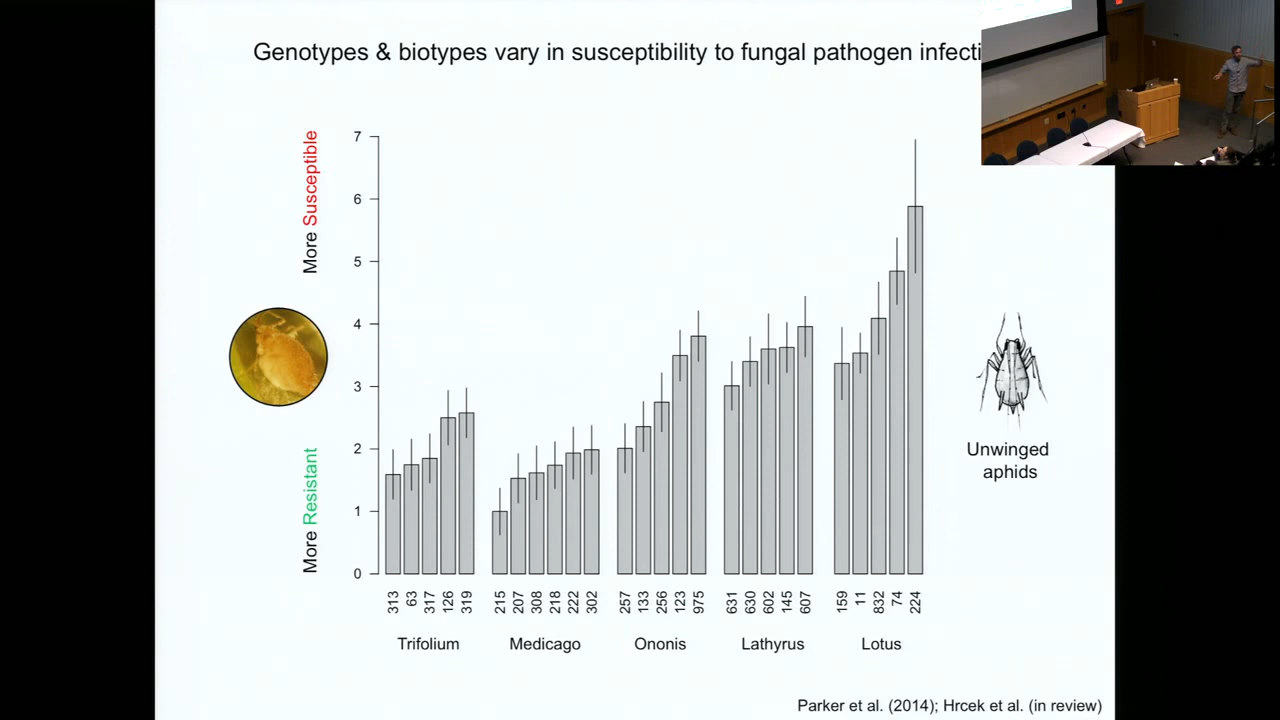 Genotypes & biotypes vary in susceptibility to fungal pathogen infecti
More Susceptible
More Resistant
7
6
5
4
3
2
1
0
313 63 317 126 319
215 207 308 218 222 302
257 133 256 123 975
631 630 602 145 607
159 11 832 74 224
Trifolium Medicago Ononis Lathyrus Lotus
Unwinged
aphids
Parker et al. (2014); Hrcek et al. (in review)